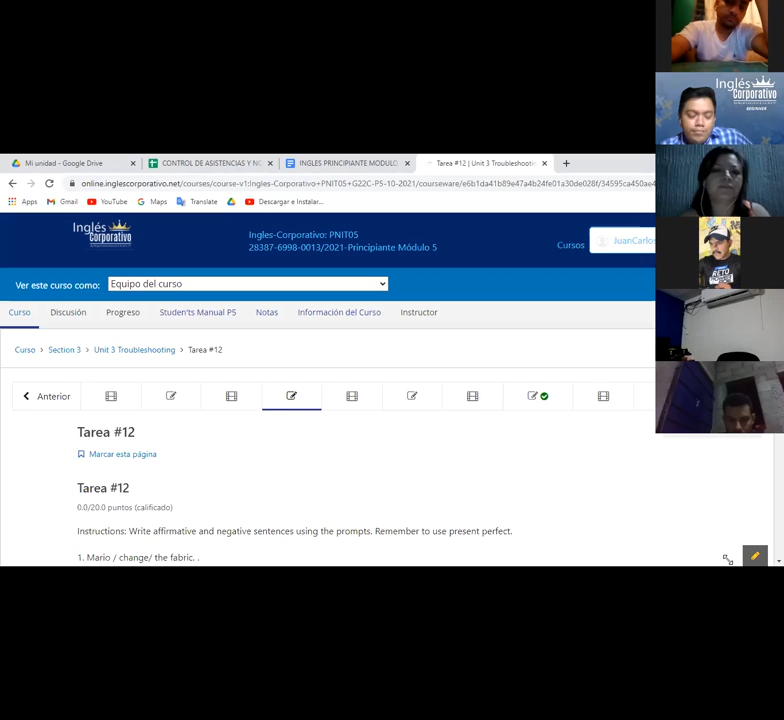 Inglés
Corporativo
BEGINNER
Mi unidad - Google Drive
CONTROL DE ASISTENCIAS Y NO
INGLES PRINCIPIANTE MODULO
Tarea #12 | Unit 3 Troubleshootin
online.inglescorporativo.net/courses/course-v1:Ingles-Corporativo+PNIT05+G22C-P5-10-2021/courseware/e6b1da41b89e47a4b24fe01a30de028f/34595ca450ae4
Apps
Gmail
YouTube
Maps
Translate
Descargar e Instalar...
Inglés
Corporativo
Ingles-Corporativo: PNIT05
28387-6998-0013/2021-Principiante Módulo 5
Cursos
JuanCarlos
Ver este curso como:
Equipo del curso
Curso
Discusión
Progreso
Studen'ts Manual P5
Notas
Información del Curso
Instructor
Curso > Section 3 > Unit 3 Troubleshooting > Tarea #12
Anterior
Tarea #12
Marcar esta página
Tarea #12
0.0/20.0 puntos (calificado)
Instructions: Write affirmative and negative sentences using the prompts. Remember to use present perfect.
1. Mario / change/ the fabric. .